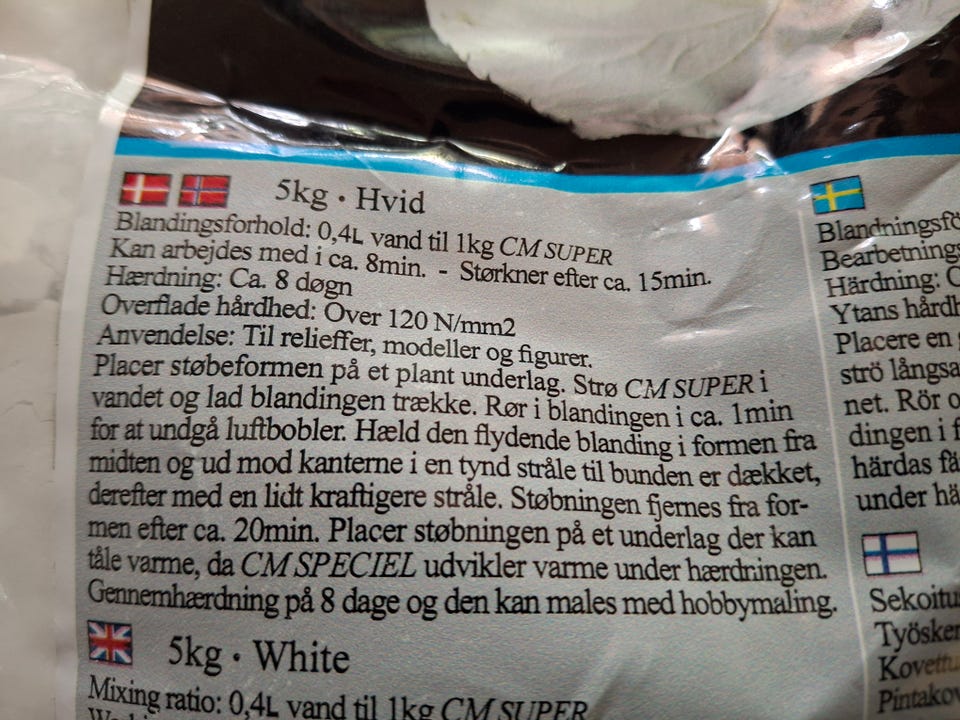 5kg · Hvid
Blandingsforhold: 0,4L vand til 1kg CM SUPER
Kan arbejdes med i ca. 8min. - Størkner efter ca. 15min.
Hærdning: Ca. 8 døgn
Overflade hårdhed: Over 120 N/mm2
Anvendelse: Til relieffer, modeller og figurer.
Placer støbeformen på et plant underlag. Strø CM SUPER i
vandet og lad blandingen trække. Rør i blandingen i ca. 1min
for at undgå luftbobler. Hæld den flydende blanding i formen fra
midten og ud mod kanterne i en tynd stråle til bunden er dækket,
derefter med en lidt kraftigere stråle. Støbningen fjernes fra for-
men efter ca. 20min. Placer støbningen på et underlag der kan
tåle varme, da CM SPECIEL udvikler varme under hærdningen.
Gennemhærdning på 8 dage og den kan males med hobbymaling.
5kg · White
Mixing ratio: 0,4L vand til 1kg CM SUPER
Blandningsfö
Bearbetnings
Härdning: C
Ytans hårdh
Placere en
strö långsa
net. Rör o
dingen i f
härdas få
under hä
Sekoitu
Työsken
Kovettu
Pintakov